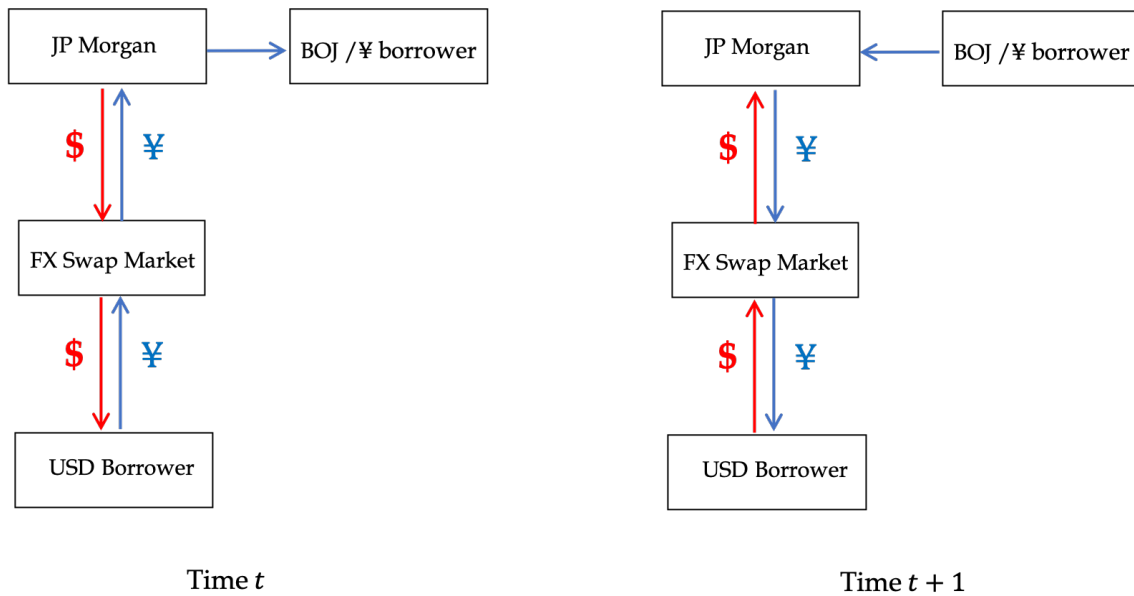 JP Morgan
BOJ /¥ borrower
$
¥
FX Swap Market
$
¥
USD Borrower
Time t
JP Morgan
BOJ /¥ borrower
$
¥
FX Swap Market
$
¥
USD Borrower
Time t + 1